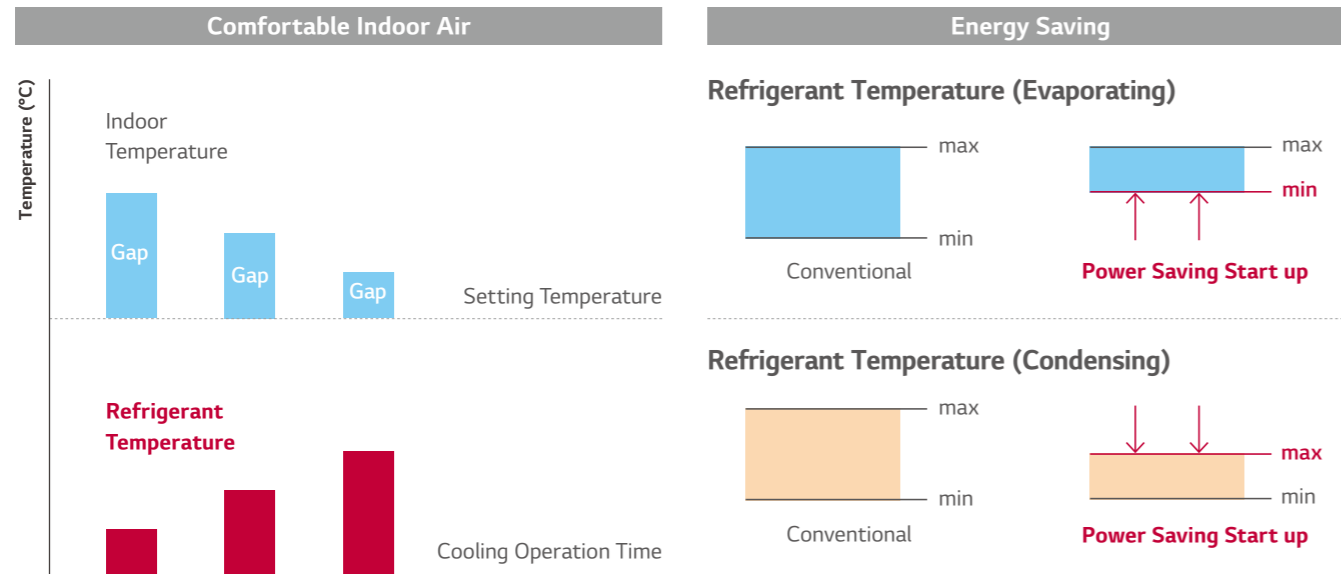 Comfortable Indoor Air
Temperature (°C)
Indoor
Temperature
Gap
Gap
Gap
Setting Temperature
Refrigerant
Temperature
Cooling Operation Time
Energy Saving
Refrigerant Temperature (Evaporating)
max
min
Conventional
max
min
Power Saving Start up
Refrigerant Temperature (Condensing)
max
min
Conventional
max
min
Power Saving Start up